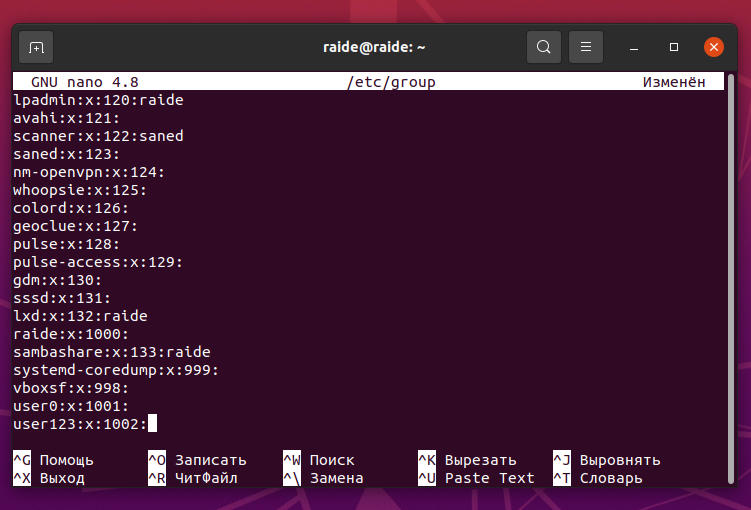 raide@raide: ~
GNU nano 4.8 /etc/group Изменён
lpadmin:x:120:raide
avahi:x:121:
scanner:x:122:saned
saned:x:123:
nm-openvpn:x:124:
whoopsie:x:125:
colord:x:126:
geoclue:x:127:
pulse:x:128:
pulse-access:x:129:
gdm:x:130:
sssd:x:131:
lxd:x:132:raide
raide:x:1000:
sambashare:x:133:raide
systemd-coredump:x:999:
vboxsf:x:998:
user0:x:1001:
user123:x:1002:
^G Помощь ^O Записать ^W Поиск ^K Вырезать ^J Выровнять
^X Выход ^R ЧитФайл ^\ Замена ^U Paste Text ^T Словарь